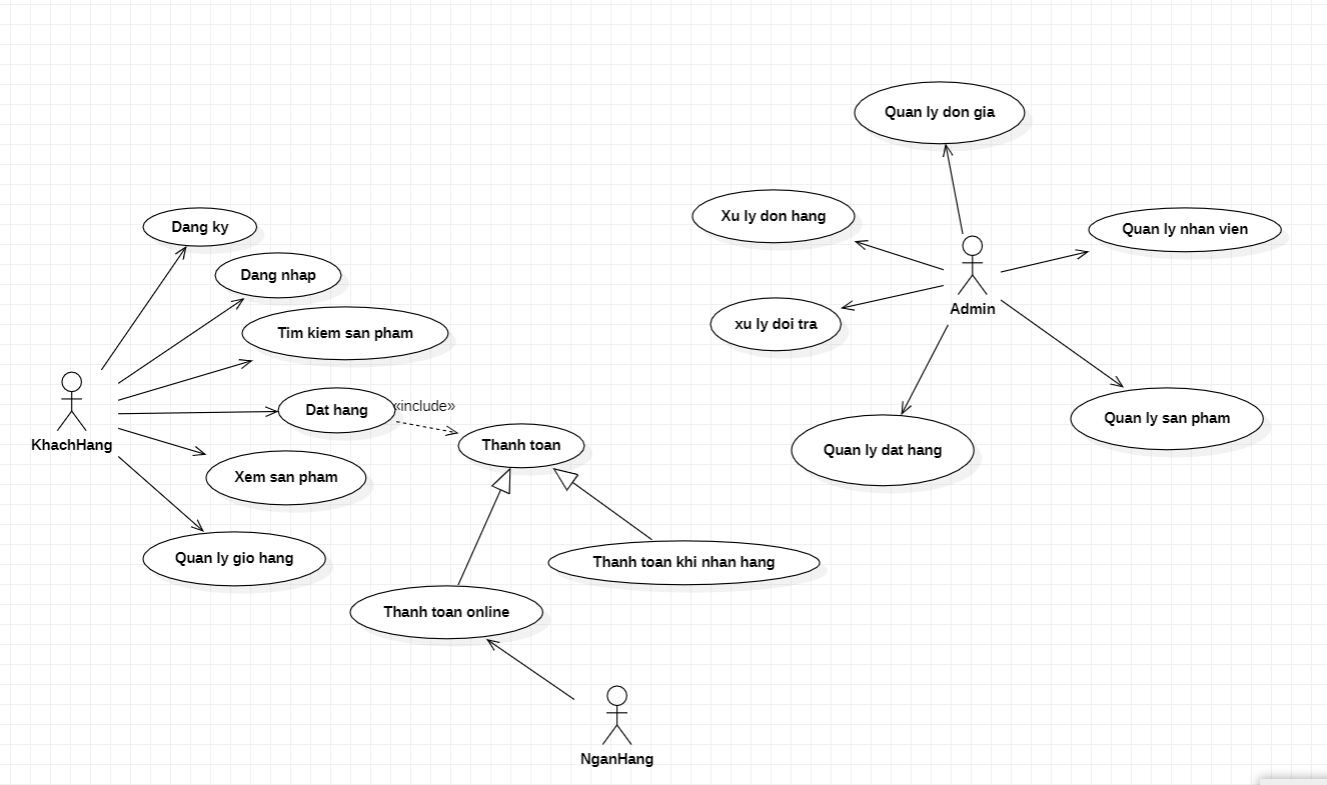 Quan ly don gia
Xu ly don hang
Quan ly nhan vien
Dang ky
Dang nhap
Admin
xu ly doi tra
Tim kiem san pham
Dat hang
«include»
Quan ly san pham
KhachHang
Thanh toan
Quan ly dat hang
Xem san pham
Quan ly gio hang
Thanh toan khi nhan hang
Thanh toan online
NganHang